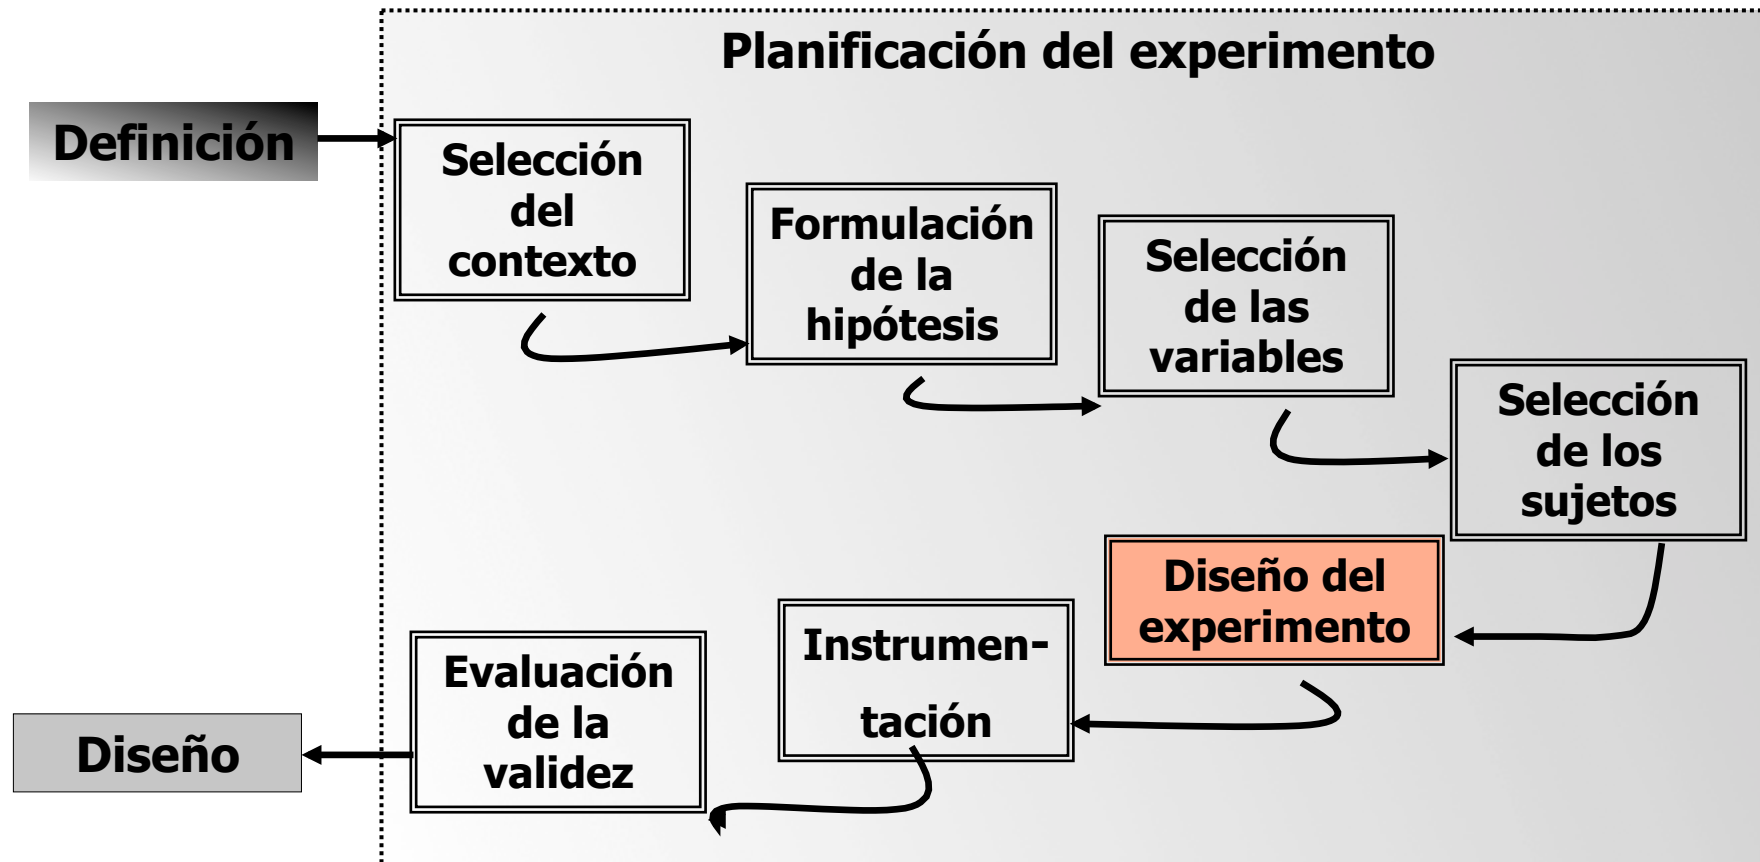 Planificación del experimento
Definición
Selección
del
contexto
Formulación
de la
hipótesis
Selección
de las
variables
Selección
de los
sujetos
Diseño del
experimento
Instrumen-
tación
Evaluación
de la
validez
Diseño